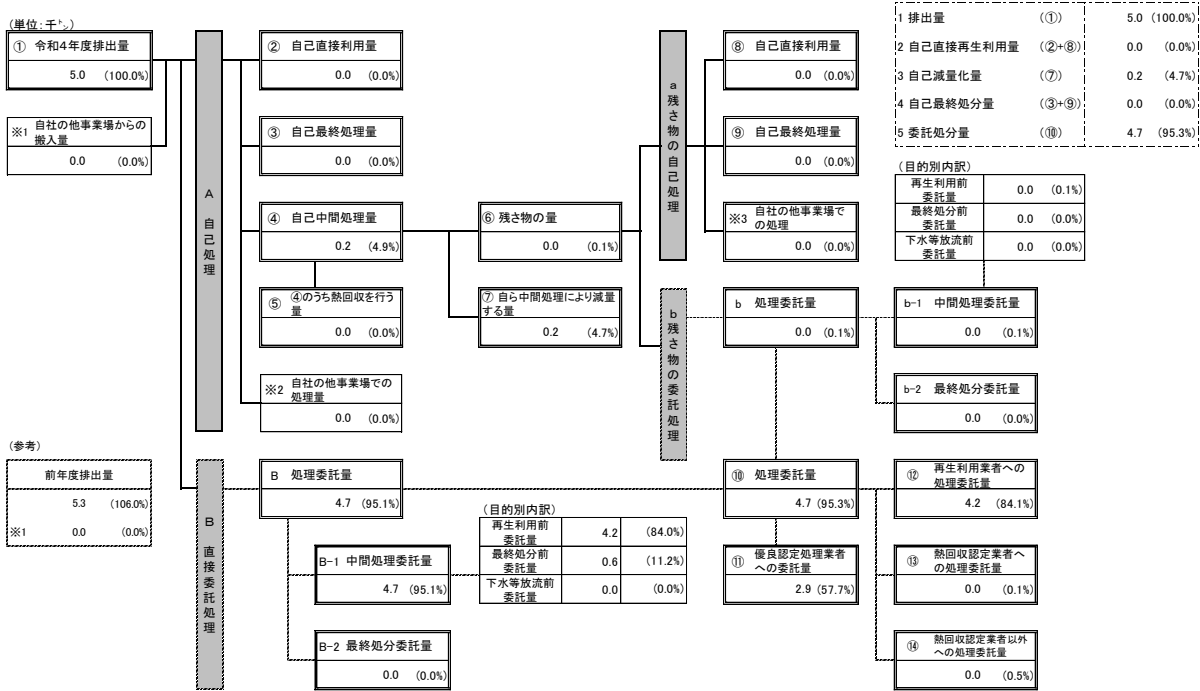 (単位：千㌧)
① 令和4年度排出量
5.0 (100.0%)
※1 自社の他事業場からの
搬入量
0.0 (0.0%)
A 自己処理
② 自己直接利用量
0.0 (0.0%)
③ 自己最終処理量
0.0 (0.0%)
④ 自己中間処理量
0.2 (4.9%)
⑤ ④のうち熱回収を行う
量
0.0 (0.0%)
※2 自社の他事業場での
処理量
0.0 (0.0%)
⑥ 残さ物の量
0.0 (0.1%)
⑦ 自ら中間処理により減量
する量
0.2 (4.7%)
a 残さ物の自己処理
⑧ 自己直接利用量
0.0 (0.0%)
⑨ 自己最終処理量
0.0 (0.0%)
※3 自社の他事業場で
の処理
0.0 (0.0%)
1 排出量 (①) 5.0 (100.0%)
2 自己直接再生利用量 (②+⑧) 0.0 (0.0%)
3 自己減量化量 (⑦) 0.2 (4.7%)
4 自己最終処分量 (③+⑨) 0.0 (0.0%)
5 委託処分量 (⑩) 4.7 (95.3%)
(目的別内訳)
再生利用前
委託量 0.0 (0.1%)
最終処分前
委託量 0.0 (0.0%)
下水等放流前
委託量 0.0 (0.0%)
b 残さ物の委託処理
b 処理委託量
0.0 (0.1%)
b-1 中間処理委託量
0.0 (0.1%)
b-2 最終処分委託量
0.0 (0.0%)
(参考)
前年度排出量
5.3 (106.0%)
※1 0.0 (0.0%)
B 直接委託処理
B 処理委託量
4.7 (95.1%)
B-1 中間処理委託量
4.7 (95.1%)
B-2 最終処分委託量
0.0 (0.0%)
(目的別内訳)
再生利用前
委託量 4.2 (84.0%)
最終処分前
委託量 0.6 (11.2%)
下水等放流前
委託量 0.0 (0.0%)
⑩ 処理委託量
4.7 (95.3%)
⑪ 優良認定処理業者
への委託量
2.9 (57.7%)
⑫ 再生利用業者への
処理委託量
4.2 (84.1%)
⑬ 熱回収認定業者へ
の処理委託量
0.0 (0.1%)
⑭ 熱回収認定業者以外
への処理委託量
0.0 (0.5%)